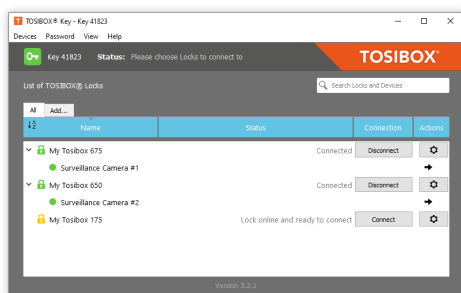 TOSIBOX® Key - Key 41823
Devices Password View Help
Key 41823 Status: Please choose Locks to connect to
TOSIBOX®
List of TOSIBOX® Locks
Search Locks and Devices
All Add...
Name Status Connection Actions
My Tosibox 675 Connected Disconnect
Surveillance Camera #1
My Tosibox 650 Connected Disconnect
Surveillance Camera #2
My Tosibox 175 Lock online and ready to connect Connect
Version 3.2.1